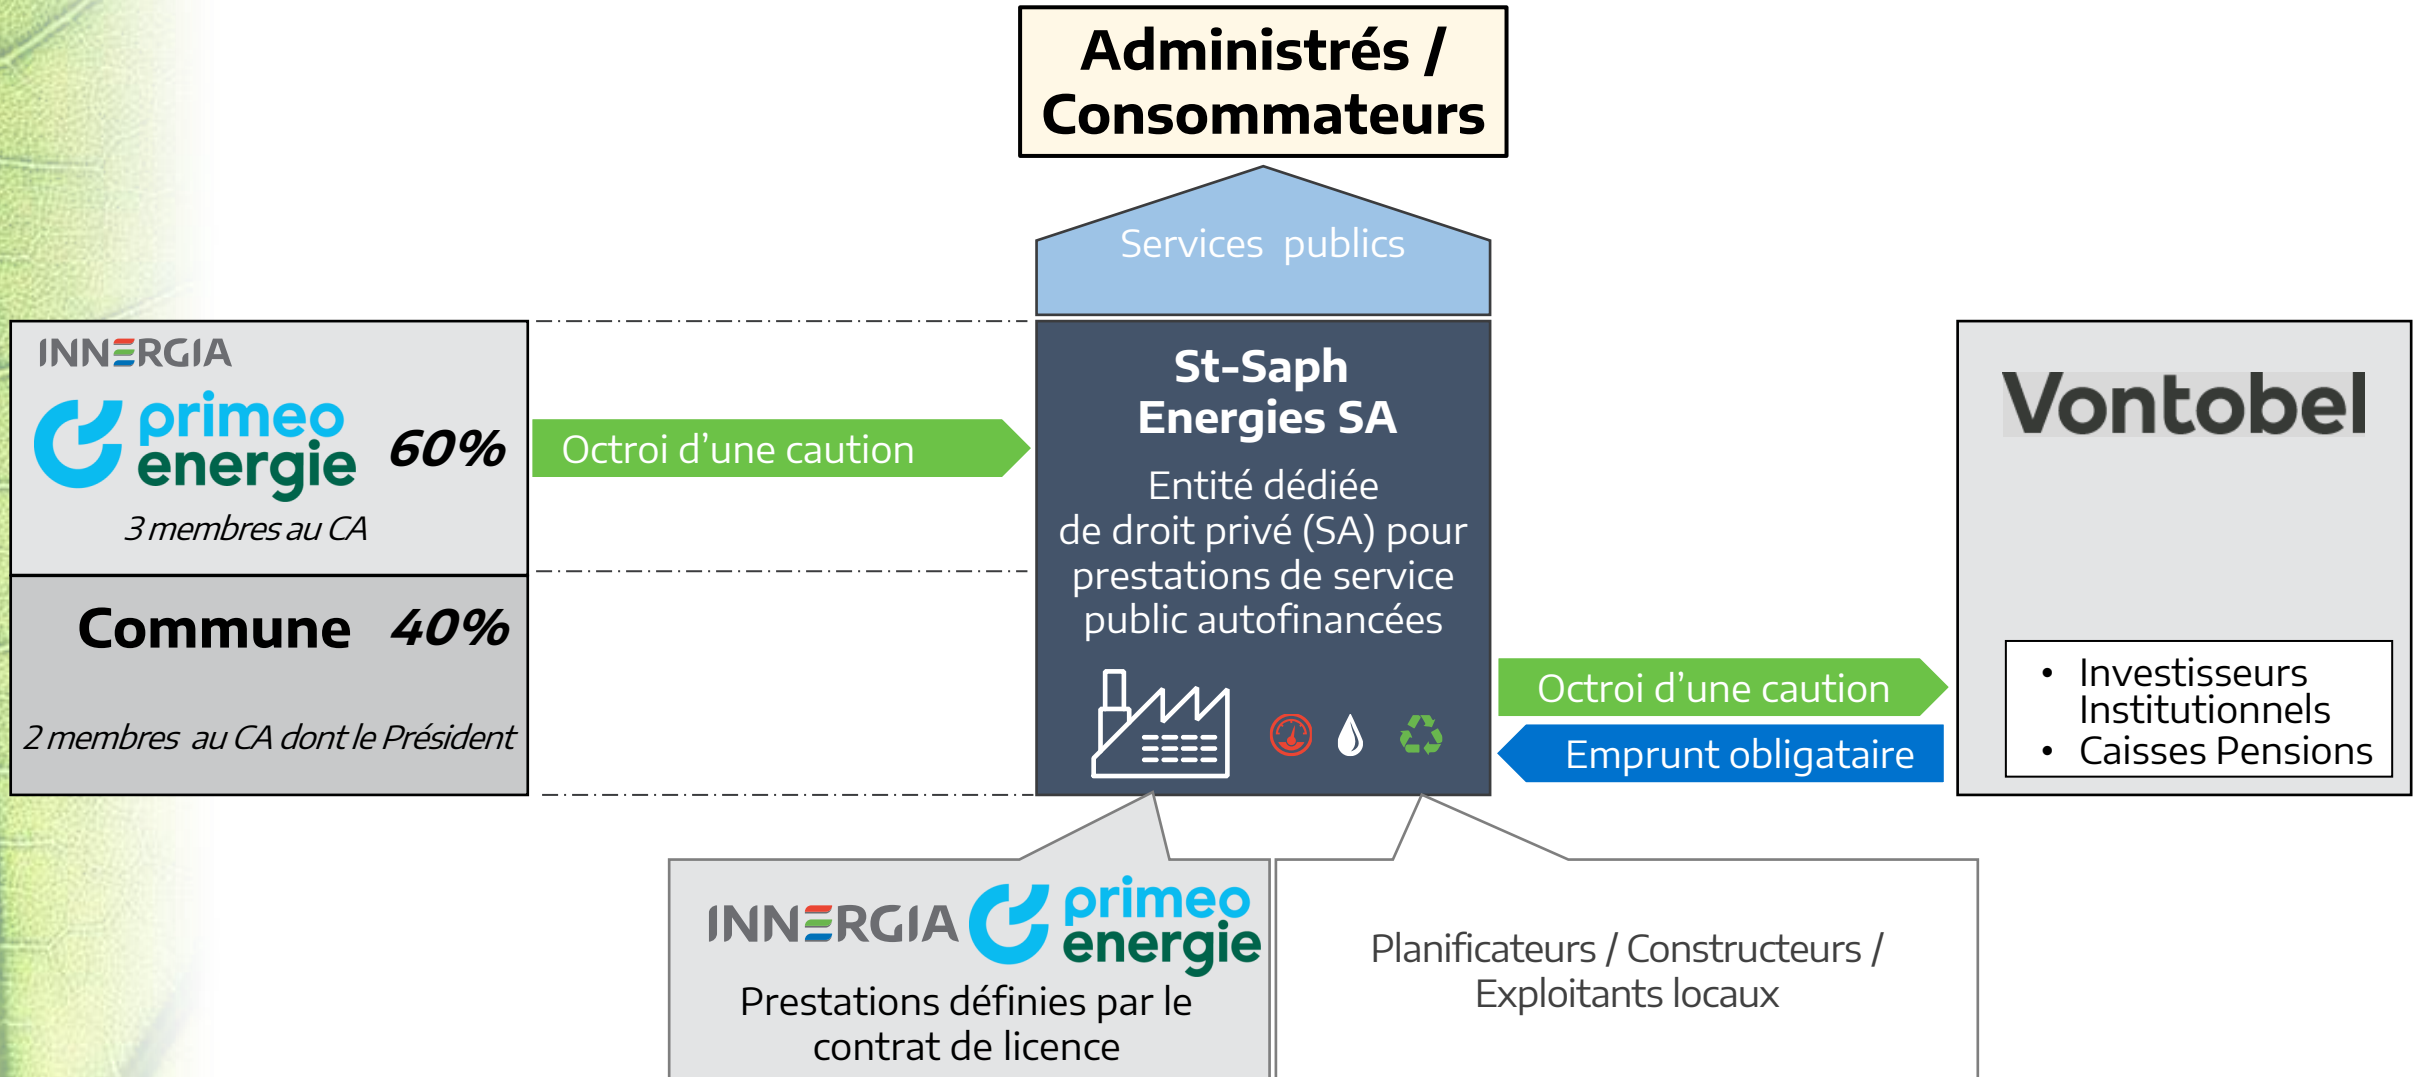 Administrés /
Consommateurs
Services publics
INNERGIA
primeo
energie
60%
3 membres au CA
Commune 40%
2 membres au CA dont le Président
Octroi d’une caution
St-Saph
Energies SA
Entité dédiée
de droit privé (SA) pour
prestations de service
public autofinancées
Octroi d’une caution
Emprunt obligataire
Vontobel
• Investisseurs
Institutionnels
• Caisses Pensions
INNERGIA
primeo
energie
Prestations définies par le
contrat de licence
Planificateurs / Constructeurs /
Exploitants locaux